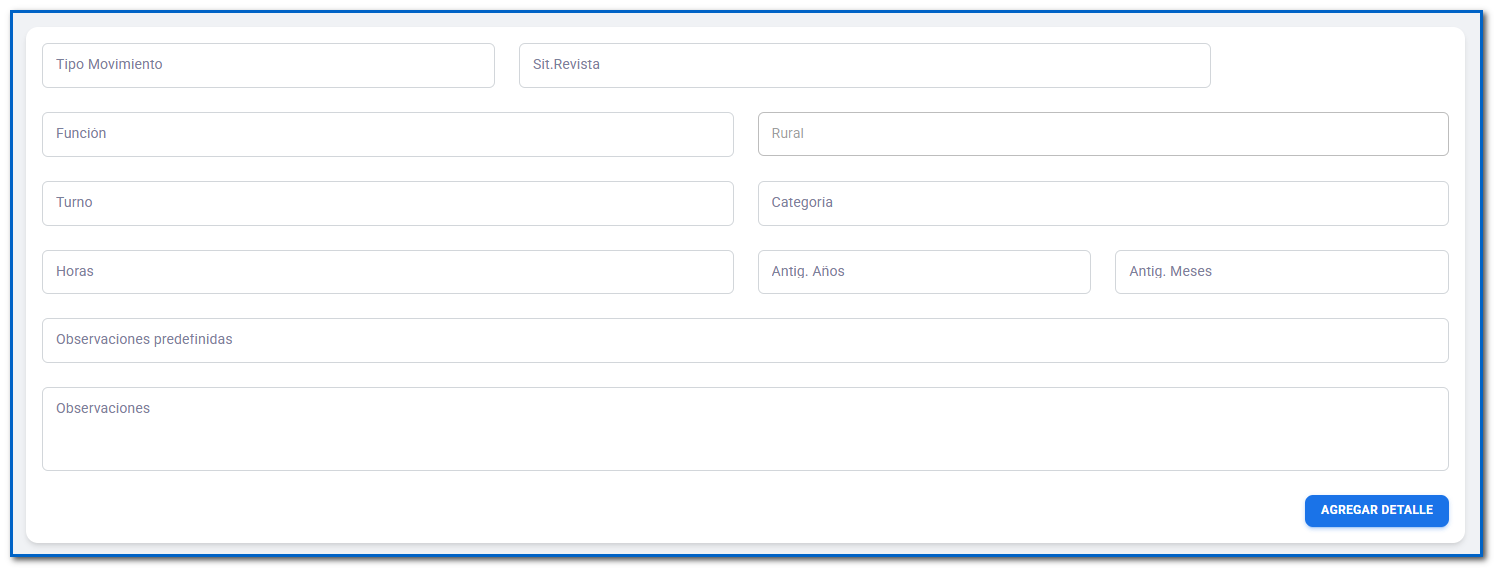 Tipo Movimiento
Sit.Revista
Función
Rural
Turno
Categoria
Horas
Antig. Años
Antig. Meses
Observaciones predefinidas
Observaciones
AGREGAR DETALLE